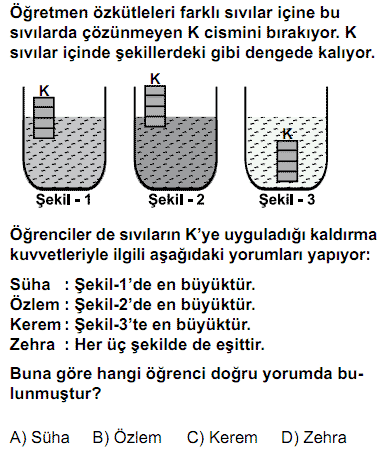 Öğretmen özkütleleri farklı sıvılar içine bu
sıvılarda çözünmeyen K cismini bırakıyor. K
sıvılar içinde şekillerdeki gibi dengede kalıyor.
K
K
K
Şekil - 1
Şekil - 2
Şekil - 3
Öğrenciler de sıvıların K'ye uyguladığı kaldırma
kuvvetleriyle ilgili aşağıdaki yorumları yapıyor:
Süha : Şekil-1'de en büyüktür.
Özlem : Şekil-2'de en büyüktür.
Kerem : Şekil-3'te en büyüktür.
Zehra : Her üç şekilde de eşittir.
Buna göre hangi öğrenci doğru yorumda bu-
lunmuştur?
A) Süha B) Özlem C) Kerem D) Zehra